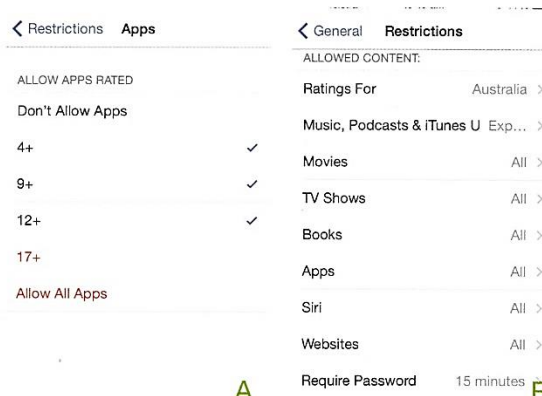 Restrictions Apps
ALLOW APPS RATED
Don't Allow Apps
4+
9+
12+
17+
Allow All Apps
A
General Restrictions
ALLOWED CONTENT:
Ratings For Australia
Music, Podcasts & iTunes U Exp...
Movies All
TV Shows All
Books All
Apps All
Siri All
Websites All
Require Password 15 minutes